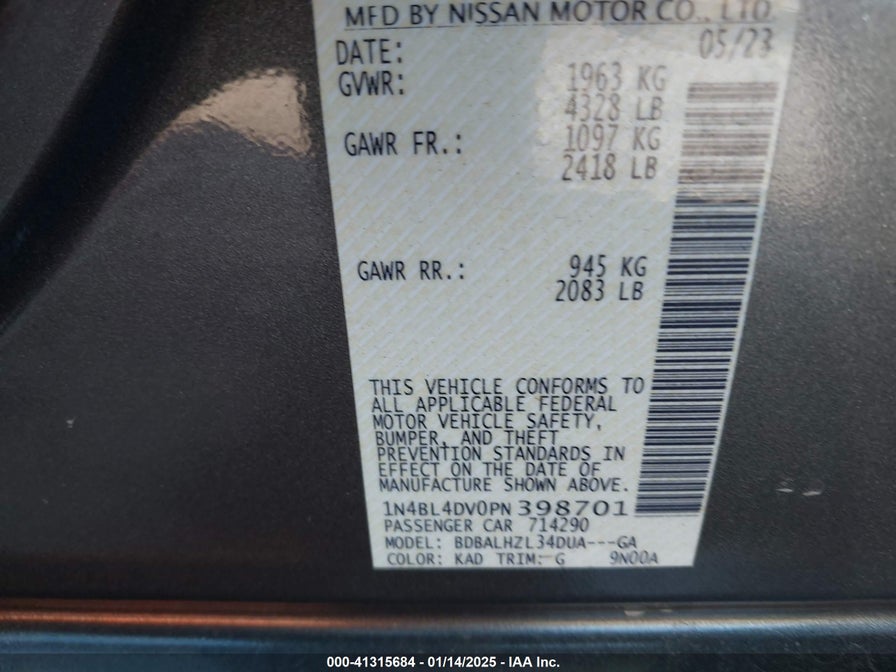 MFD BY NISSAN MOTOR CO., LTD
DATE: 05/23
GVWR: 1963 KG
4328 LB
GAWR FR.: 1097 KG
2418 LB
GAWR RR.: 945 KG
2083 LB
THIS VEHICLE CONFORMS TO
ALL APPLICABLE FEDERAL
MOTOR VEHICLE SAFETY,
BUMPER, AND THEFT
PREVENTION STANDARDS IN
EFFECT ON THE DATE OF
MANUFACTURE SHOWN ABOVE.
1N4BL4DV0PN398701
PASSENGER CAR 714290
MODEL: BDBALHZL34DUA---GA
COLOR: KAD TRIM: G 9N00A
000-41315684 - 01/14/2025 - IAA Inc.